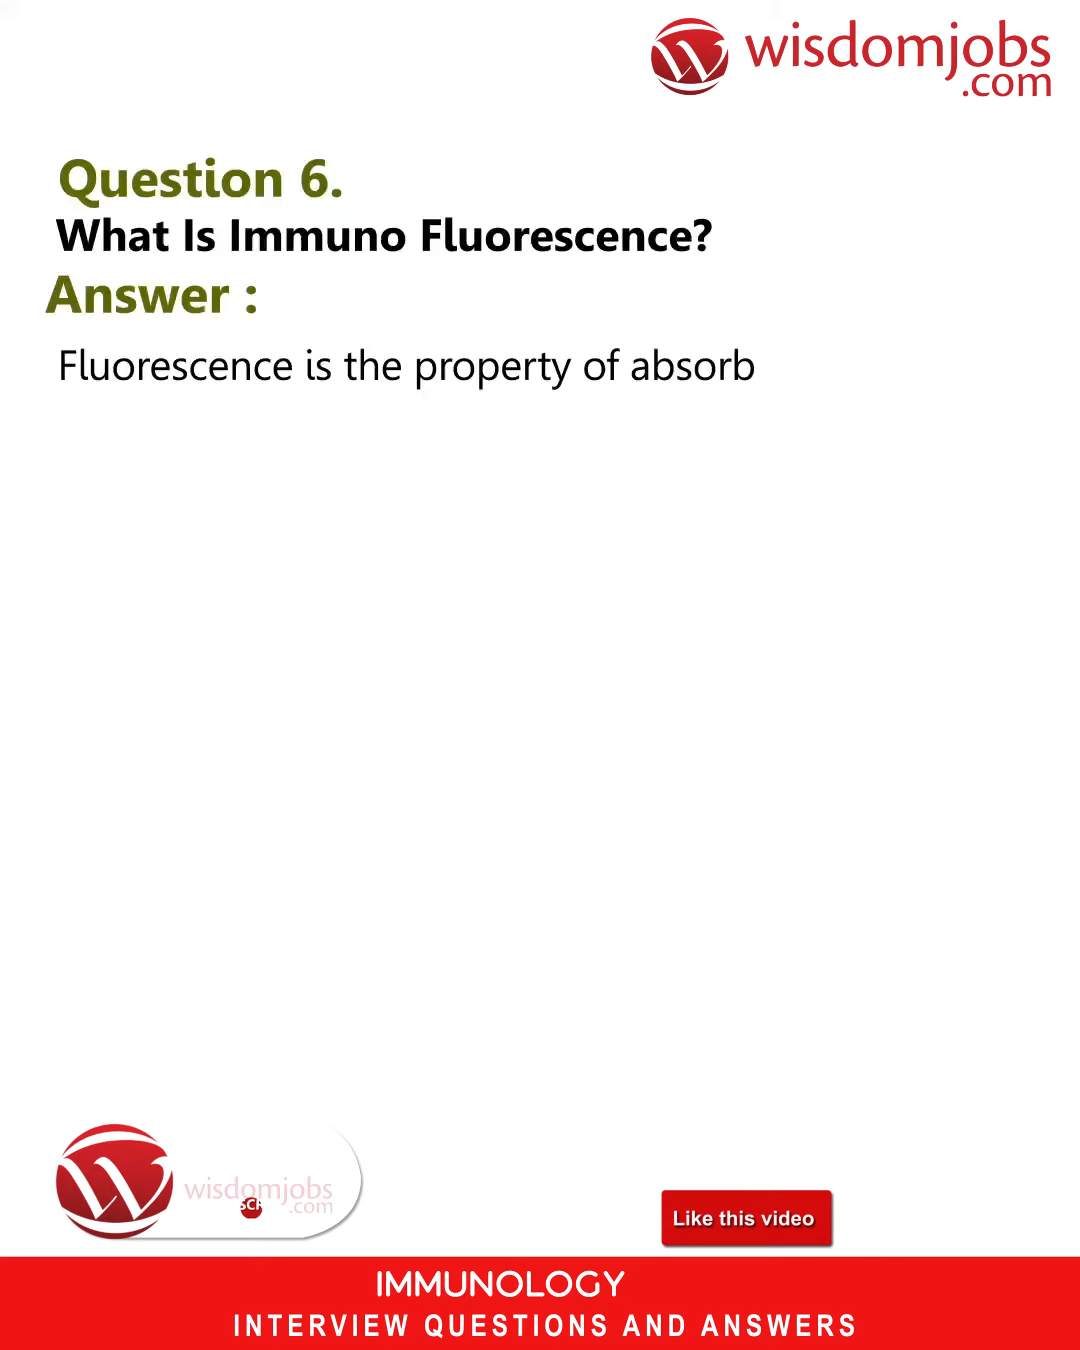 wisdomjobs
.com
Question 6.
What Is Immuno Fluorescence?
Answer :
Fluorescence is the property of absorb
wisdomjobs
.com
Like this video
IMMUNOLOGY
INTERVIEW QUESTIONS AND ANSWERS